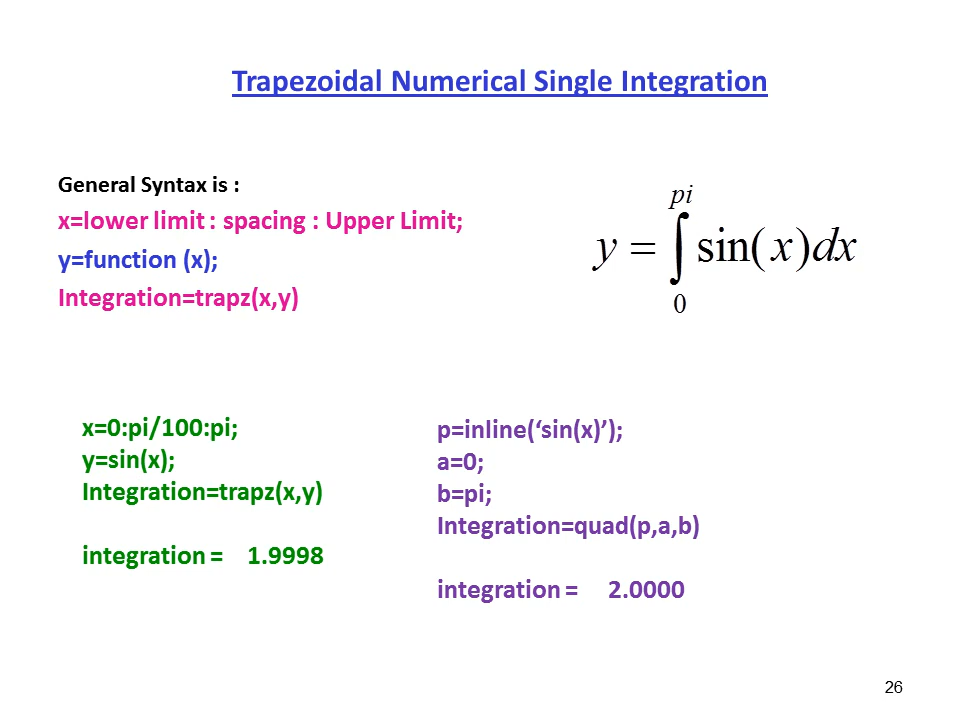 Trapezoidal Numerical Single Integration
General Syntax is :
x=lower limit : spacing : Upper Limit;
y=function (x);
Integration=trapz(x,y)
pi
y = ∫ sin( x )dx
0
x=0:pi/100:pi;
y=sin(x);
Integration=trapz(x,y)
integration = 1.9998
p=inline(‘sin(x)’);
a=0;
b=pi;
Integration=quad(p,a,b)
integration = 2.0000
26